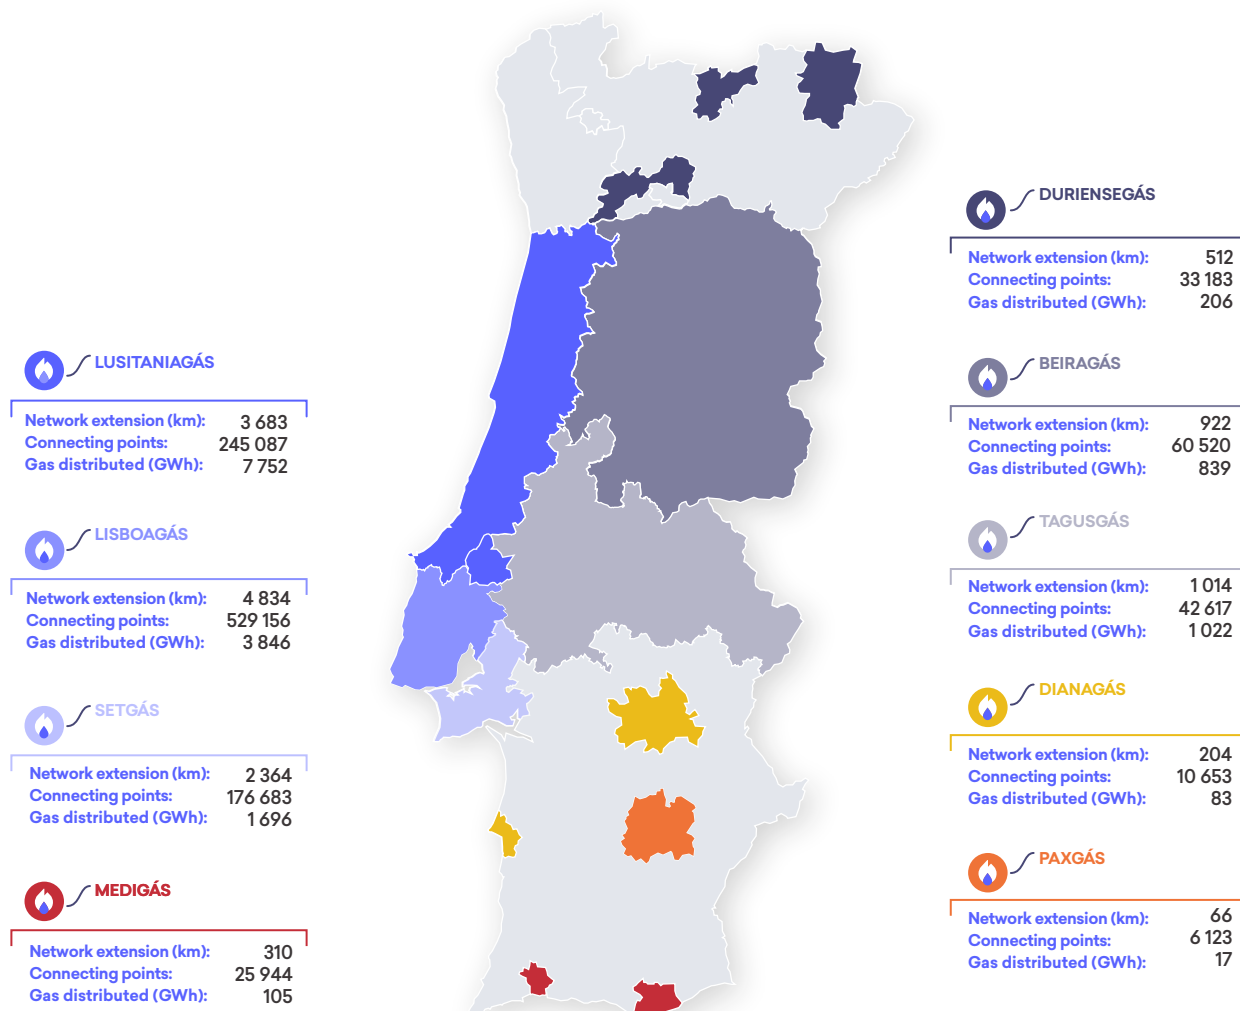 LUSITANIAGÁS
Network extension (km): 3 683
Connecting points: 245 087
Gas distributed (GWh): 7 752
LISBOAGÁS
Network extension (km): 4 834
Connecting points: 529 156
Gas distributed (GWh): 3 846
SETGÁS
Network extension (km): 2 364
Connecting points: 176 683
Gas distributed (GWh): 1 696
MEDIGÁS
Network extension (km): 310
Connecting points: 25 944
Gas distributed (GWh): 105
DURIENSEGÁS
Network extension (km): 512
Connecting points: 33 183
Gas distributed (GWh): 206
BEIRAGÁS
Network extension (km): 922
Connecting points: 60 520
Gas distributed (GWh): 839
TAGUSGÁS
Network extension (km): 1 014
Connecting points: 42 617
Gas distributed (GWh): 1 022
DIANAGÁS
Network extension (km): 204
Connecting points: 10 653
Gas distributed (GWh): 83
PAXGÁS
Network extension (km): 66
Connecting points: 6 123
Gas distributed (GWh): 17